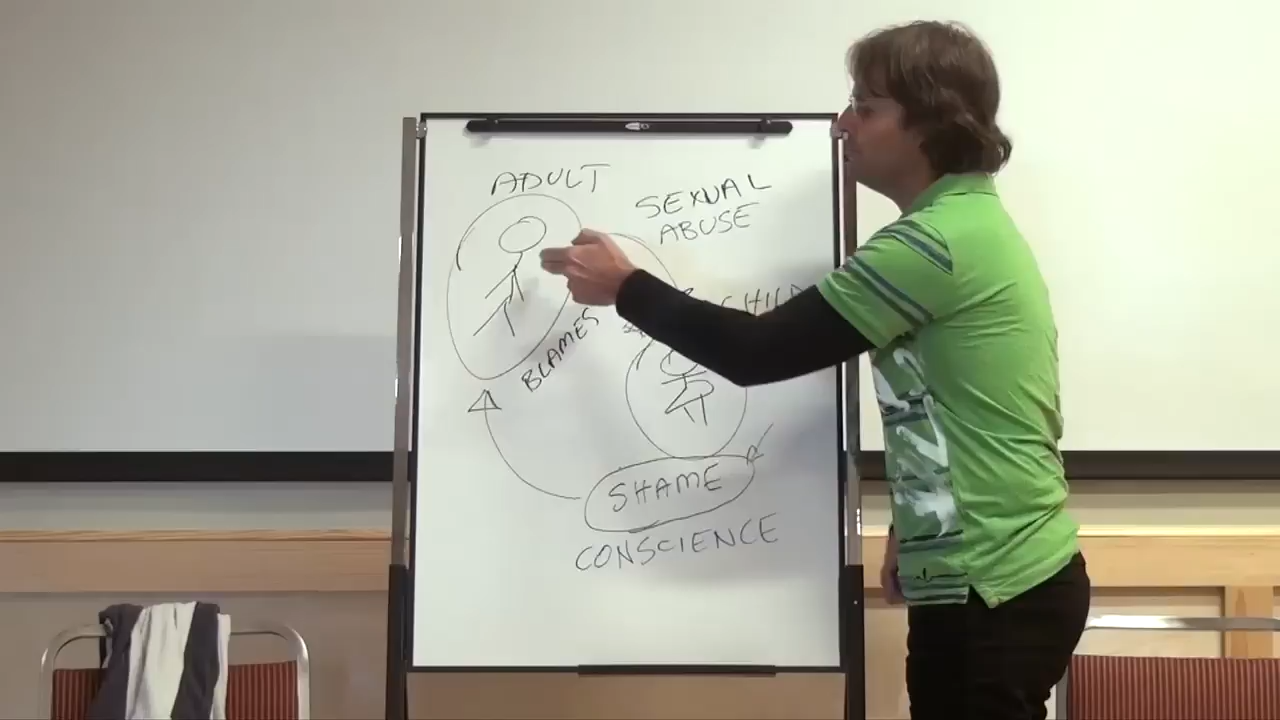 ADULT
SEXUAL
ABUSE
CHILD
BLAMES
SHAME
CONSCIENCE